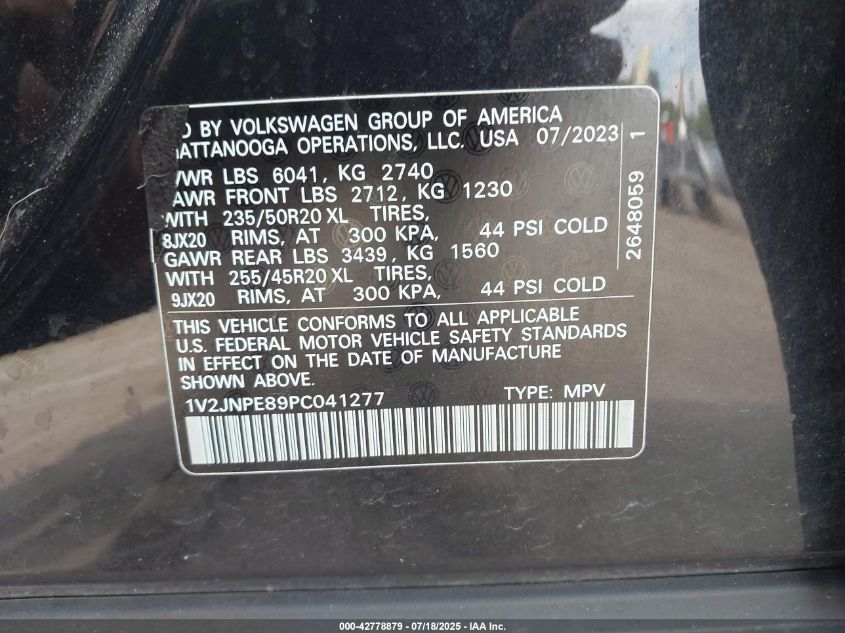 D BY VOLKSWAGEN GROUP OF AMERICA
ATTANOOGA OPERATIONS, LLC. USA 07/2023
VWR LBS 6041, KG 2740
AWR FRONT LBS 2712, KG 1230
WITH 235/50R20 XL TIRES,
8JX20 RIMS, AT 300 KPA, 44 PSI COLD
GAWR REAR LBS 3439, KG 1560
WITH 255/45R20 XL TIRES,
9JX20 RIMS, AT 300 KPA, 44 PSI COLD
THIS VEHICLE CONFORMS TO ALL APPLICABLE
U.S. FEDERAL MOTOR VEHICLE SAFETY STANDARDS
IN EFFECT ON THE DATE OF MANUFACTURE
SHOWN ABOVE.
1V2JNPE89PC041277 TYPE: MPV
2648059 1
000-42778879 - 07/18/2025 - IAA Inc.